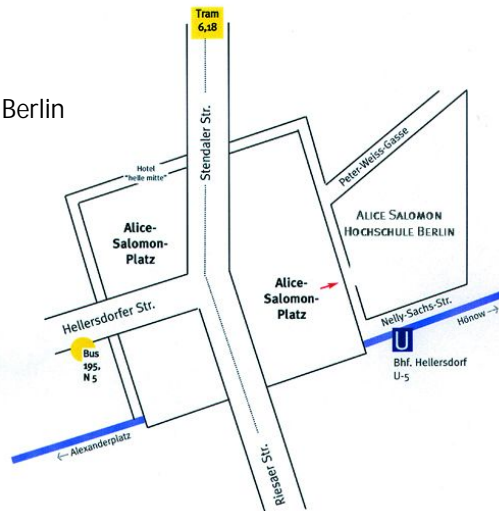 Tram
6,18
Berlin
Stendaler Str.
Hotel
"helle mitte"
Peter-Weiss-Gasse
Alice-
Salomon-
Platz
ALICE SALOMON
HOCHSCHULE BERLIN
Alice-
Salomon-
Platz
Hellersdorfer Str.
Nelly-Sachs-Str.
Hönow →
Bus
195,
N 5
U
Bhf. Hellersdorf
U-5
← Alexanderplatz
Riesaer Str.